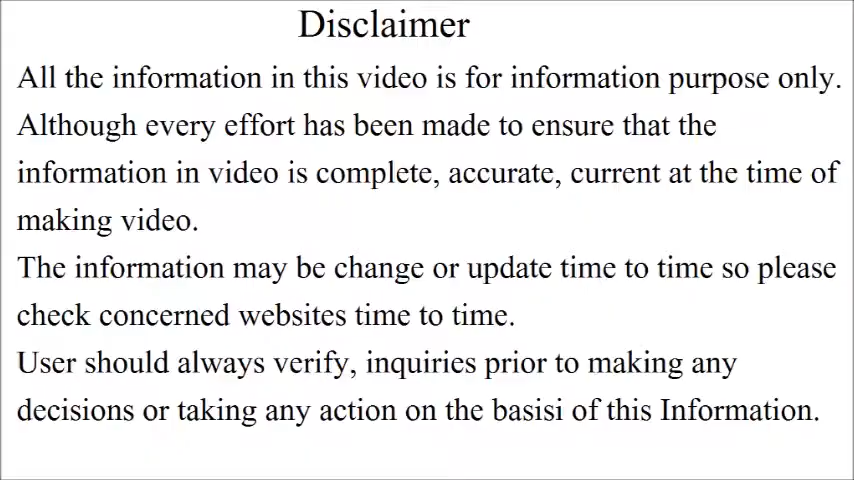 Disclaimer
All the information in this video is for information purpose only.
Although every effort has been made to ensure that the
information in video is complete, accurate, current at the time of
making video.
The information may be change or update time to time so please
check concerned websites time to time.
User should always verify, inquiries prior to making any
decisions or taking any action on the basisi of this Information.